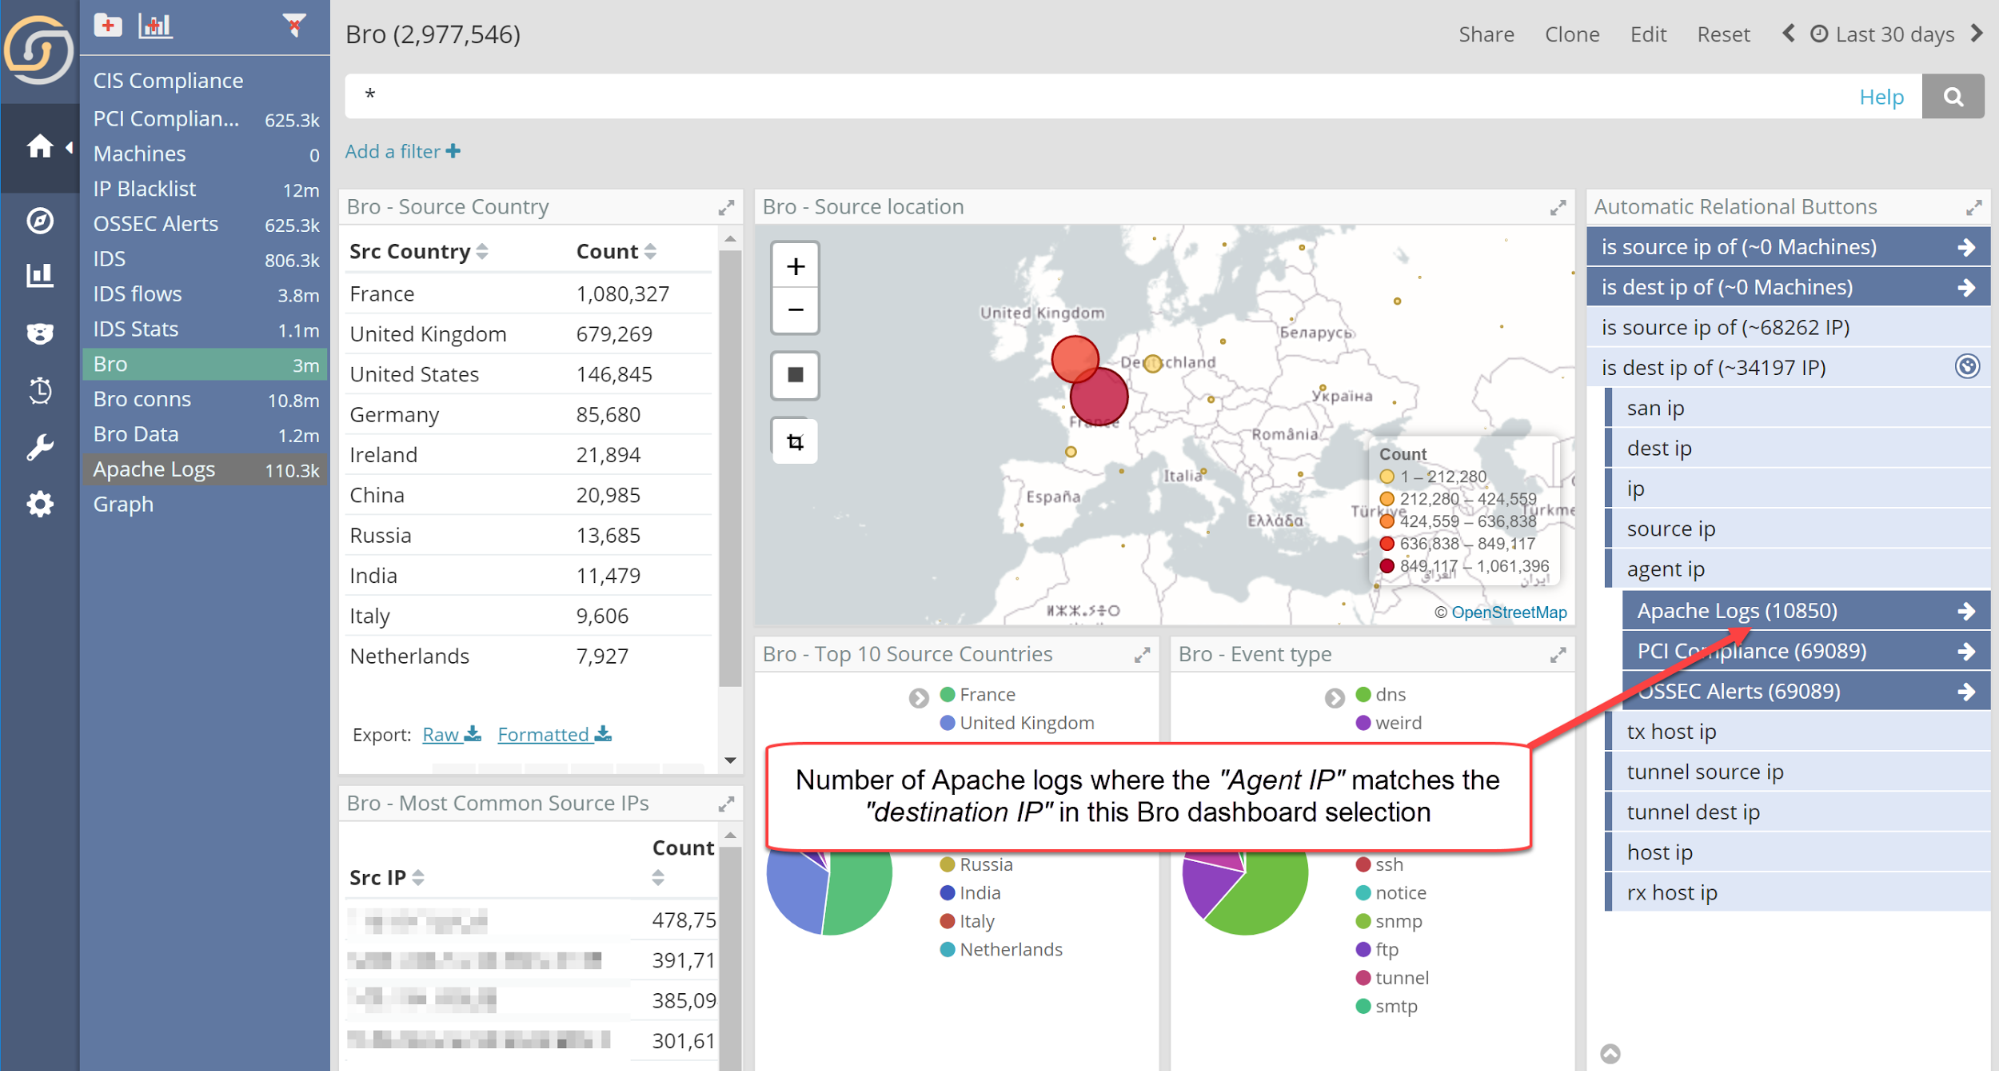 Bro (2,977,546)
Share Clone Edit Reset Last 30 days
*
Help
Add a filter
CIS Compliance
PCI Complian... 625.3k
Machines 0
IP Blacklist 12m
OSSEC Alerts 625.3k
IDS 806.3k
IDS flows 3.8m
IDS Stats 1.1m
Bro 3m
Bro conns 10.8m
Bro Data 1.2m
Apache Logs 110.3k
Graph
Bro - Source Country
Src Country Count
France 1,080,327
United Kingdom 679,269
United States 146,845
Germany 85,680
Ireland 21,894
China 20,985
Russia 13,685
India 11,479
Italy 9,606
Netherlands 7,927
Export: Raw Formatted
Bro - Most Common Source IPs
Src IP Count
478,75
391,71
385,09
301,61
Bro - Source location
+
−
United Kingdom
Беларусь
Deutschland
Україна
France
România
Italia
España
Ελλάδα
Türkiye
Türkme
العراق
ایران
Count
1 – 212,280
212,280 – 424,559
424,559 – 636,838
636,838 – 849,117
849,117 – 1,061,396
© OpenStreetMap
Bro - Top 10 Source Countries
France
United Kingdom
Russia
India
Italy
Netherlands
Bro - Event type
dns
weird
ssh
notice
snmp
ftp
tunnel
smtp
Number of Apache logs where the "Agent IP" matches the
"destination IP" in this Bro dashboard selection
Automatic Relational Buttons
is source ip of (~0 Machines)
is dest ip of (~0 Machines)
is source ip of (~68262 IP)
is dest ip of (~34197 IP)
san ip
dest ip
ip
source ip
agent ip
Apache Logs (10850)
PCI Compliance (69089)
OSSEC Alerts (69089)
tx host ip
tunnel source ip
tunnel dest ip
host ip
rx host ip